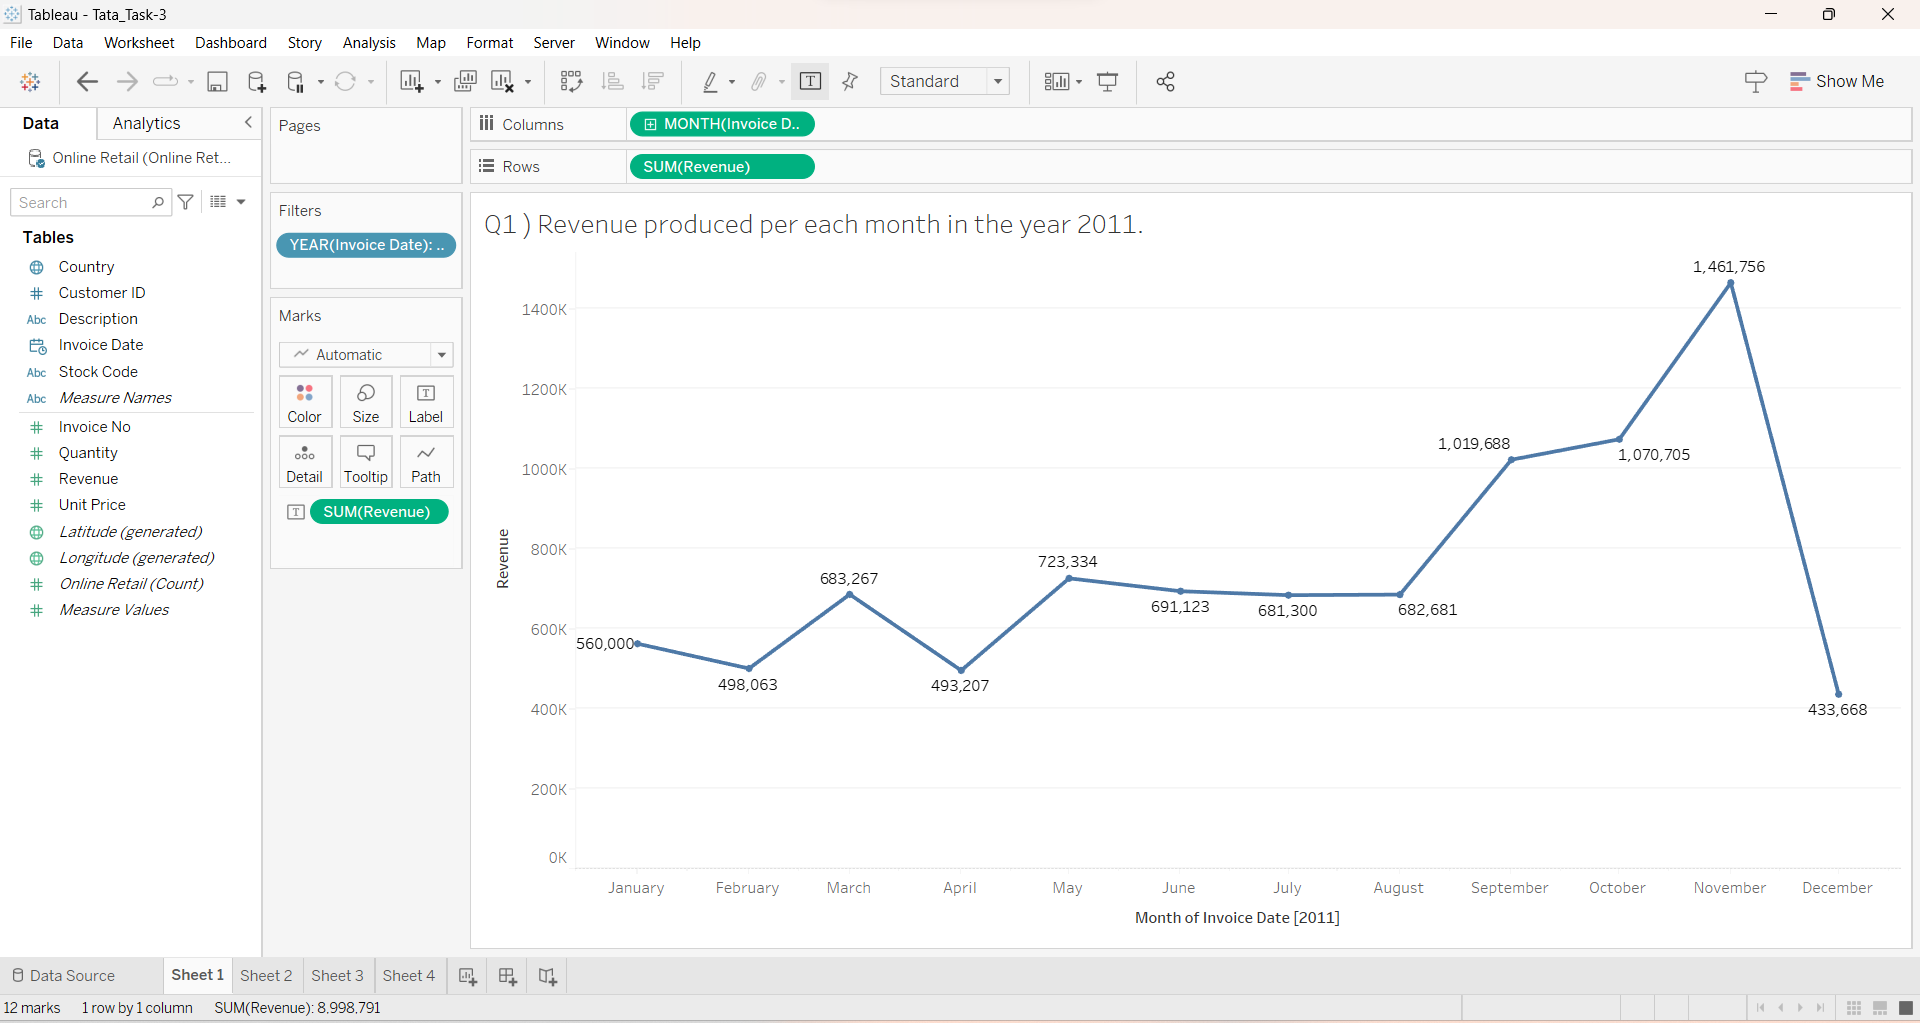 Tableau - Tata_Task-3
File Data Worksheet Dashboard Story Analysis Map Format Server Window Help
Standard
Show Me
Data Analytics
Online Retail (Online Ret...
Search
Tables
Country
Customer ID
Abc Description
Invoice Date
Abc Stock Code
Abc Measure Names
Invoice No
Quantity
Revenue
Unit Price
Latitude (generated)
Longitude (generated)
Online Retail (Count)
Measure Values
Pages
Filters
YEAR(Invoice Date): ..
Marks
Automatic
Color Size Label
Detail Tooltip Path
SUM(Revenue)
Columns MONTH(Invoice D..
Rows SUM(Revenue)
Q1 ) Revenue produced per each month in the year 2011.
Revenue
1400K
1200K
1000K
800K
600K
400K
200K
0K
560,000
498,063
683,267
493,207
723,334
691,123
681,300
682,681
1,019,688
1,070,705
1,461,756
433,668
January February March April May June July August September October November December
Month of Invoice Date [2011]
Data Source Sheet 1 Sheet 2 Sheet 3 Sheet 4
12 marks 1 row by 1 column SUM(Revenue): 8,998,791